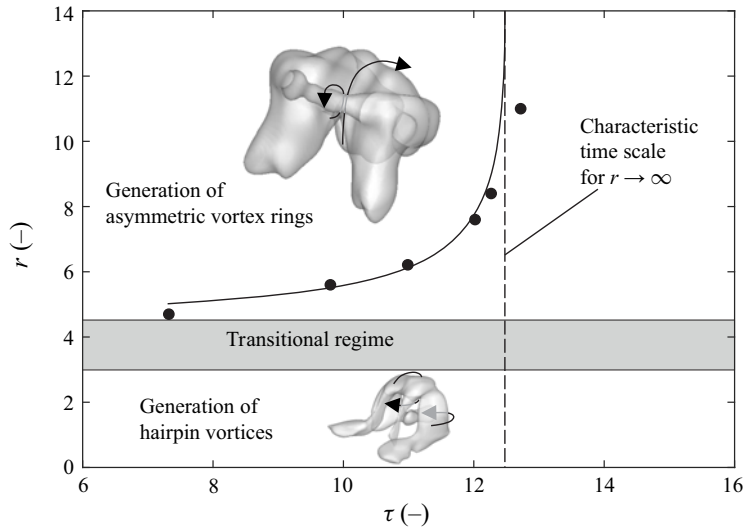 14
12
10
8
6
4
2
0
r (–)
Generation of
asymmetric vortex rings
Characteristic
time scale
for r → ∞
Transitional regime
Generation of
hairpin vortices
6
8
10
12
14
16
τ (–)